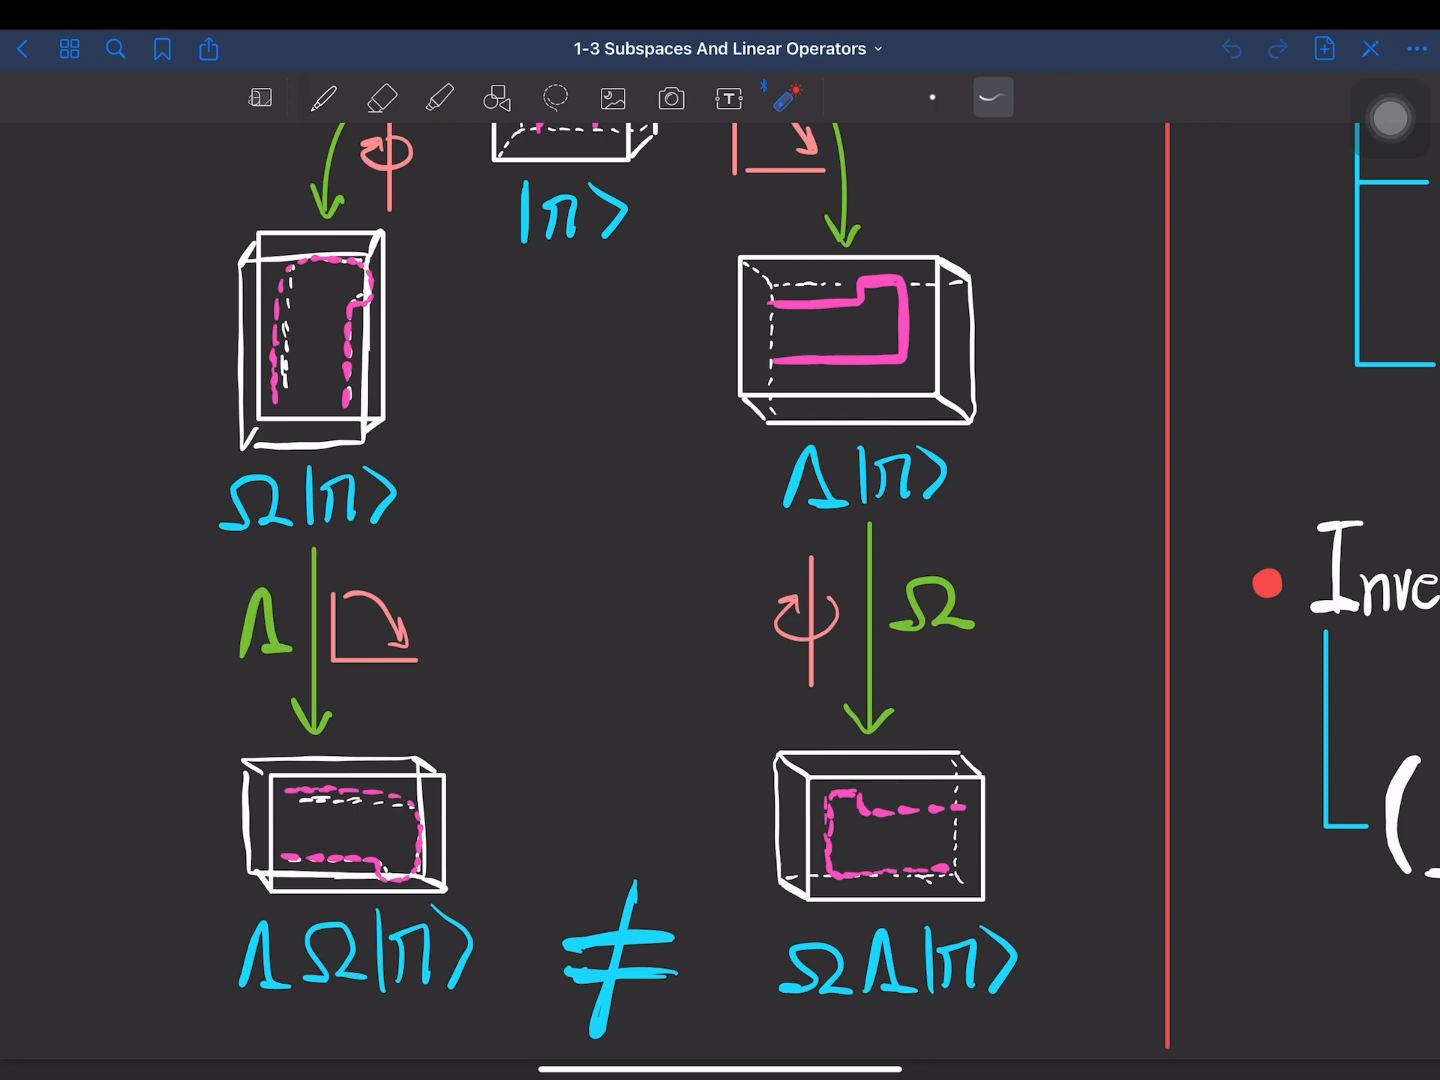 1-3 Subspaces And Linear Operators
|π⟩
Ω|π⟩
Λ|π⟩
Λ
Ω
• Inve
(
ΛΩ|π⟩ ≠ ΩΛ|π⟩